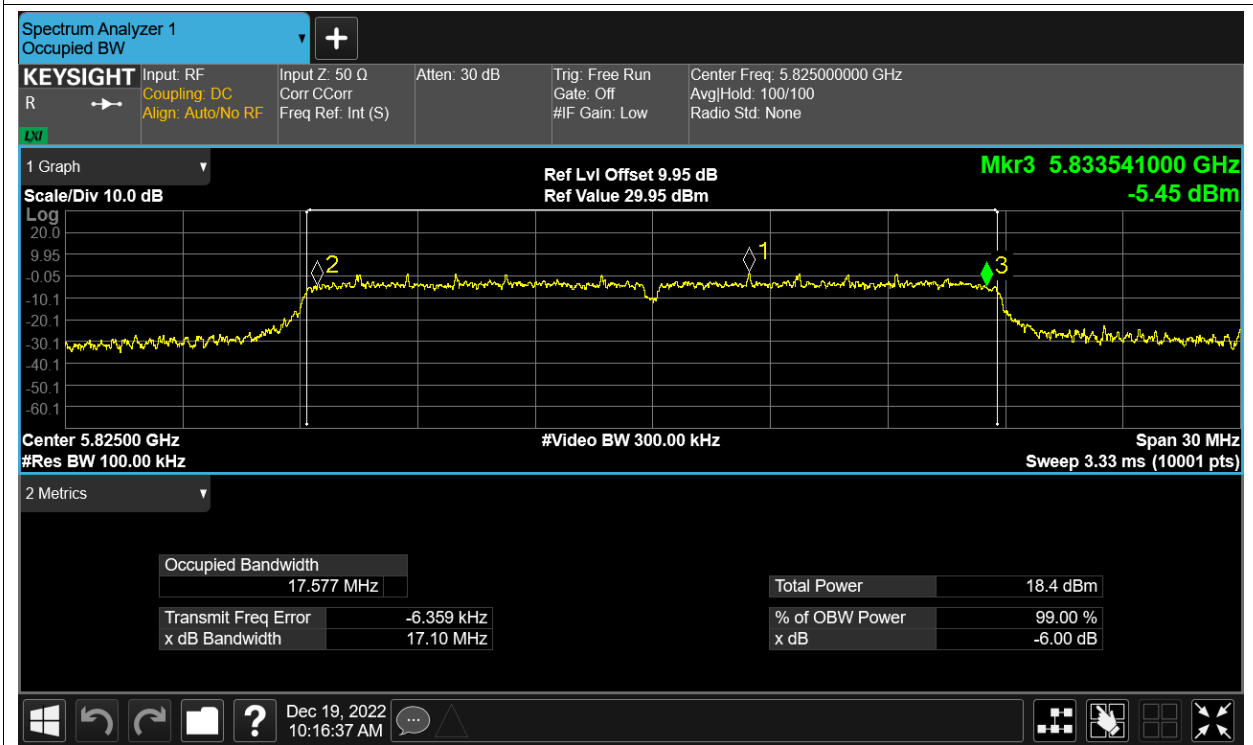 Spectrum Analyzer 1
Occupied BW
KEYSIGHT
R
LXI
Input: RF
Coupling: DC
Align: Auto/No RF
Input Z: 50 Ω
Corr CCorr
Freq Ref: Int (S)
Atten: 30 dB
Trig: Free Run
Gate: Off
#IF Gain: Low
Center Freq: 5.825000000 GHz
Avg|Hold: 100/100
Radio Std: None
1 Graph
Scale/Div 10.0 dB
Ref Lvl Offset 9.95 dB
Ref Value 29.95 dBm
Mkr3 5.833541000 GHz
-5.45 dBm
Log
20.0
9.95
-0.05
-10.1
-20.1
-30.1
-40.1
-50.1
-60.1
2
1
3
Center 5.82500 GHz
#Res BW 100.00 kHz
#Video BW 300.00 kHz
Span 30 MHz
Sweep 3.33 ms (10001 pts)
2 Metrics
Occupied Bandwidth
17.577 MHz
Transmit Freq Error -6.359 kHz
x dB Bandwidth 17.10 MHz
Total Power 18.4 dBm
% of OBW Power 99.00 %
x dB -6.00 dB
?
Dec 19, 2022
10:16:37 AM